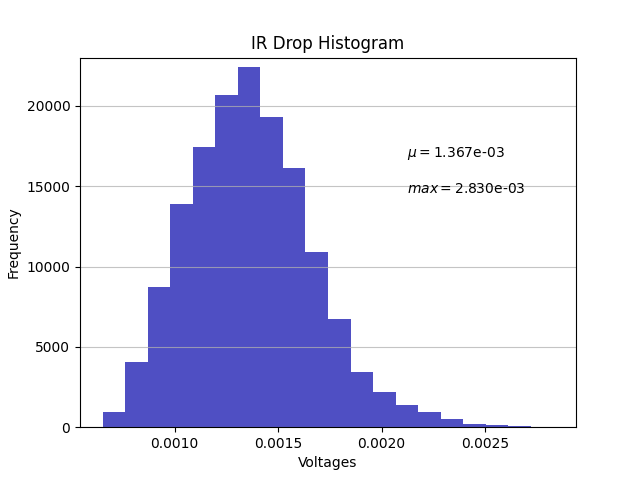 IR Drop Histogram
20000
15000
10000
5000
0
Frequency
μ = 1.367e-03
max = 2.830e-03
0.0010 0.0015 0.0020 0.0025
Voltages